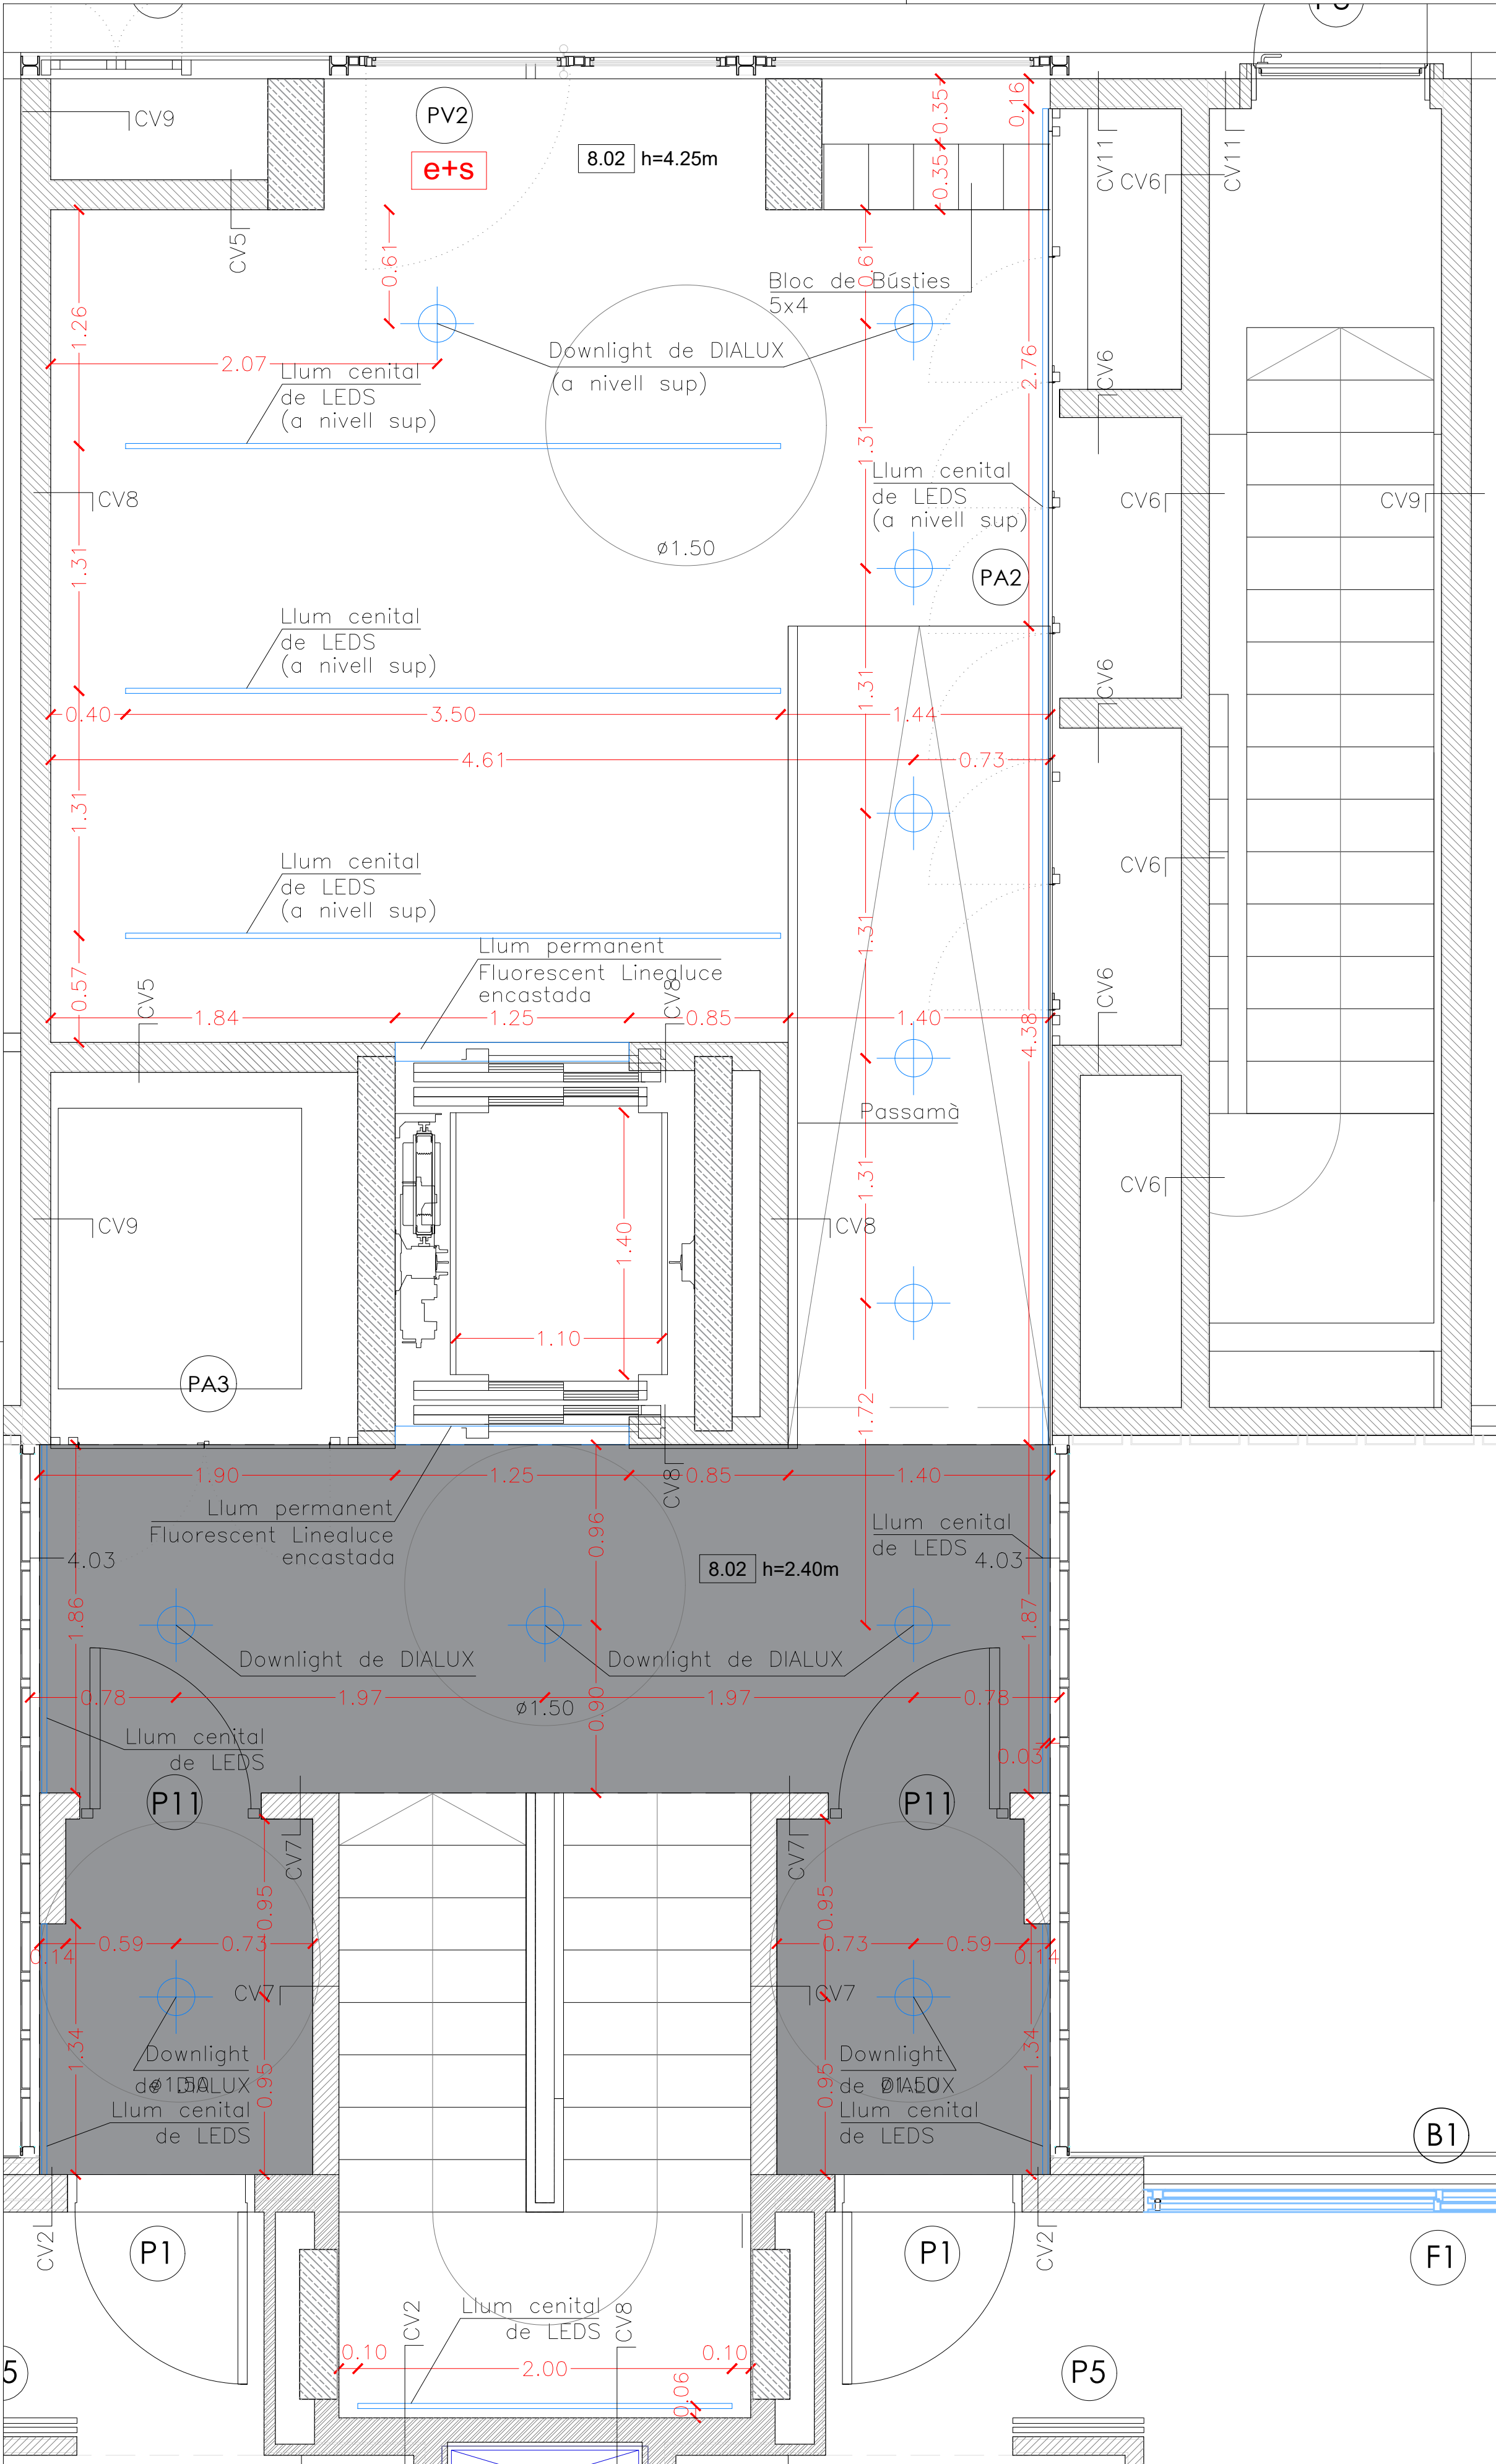 CV9
PV2
e+s
8.02 h=4.25m
0.35
0.35
0.16
CV11
CV6
CV11
CV5
0.61
0.61
Bloc de Bústies
5x4
1.26
2.07
Downlight de DIALUX
(a nivell sup)
2.76
CV6
Llum cenital
de LEDS
(a nivell sup)
1.31
Llum cenital
de LEDS
(a nivell sup)
CV8
CV6
CV9
ø1.50
1.31
PA2
Llum cenital
de LEDS
(a nivell sup)
1.31
CV6
0.40
3.50
1.44
4.61
0.73
1.31
Llum cenital
de LEDS
(a nivell sup)
CV6
1.31
Llum permanent
Fluorescent Linealuce
encastada
0.57
CV5
CV8
CV6
1.84
1.25
0.85
1.40
4.38
Passamà
1.31
CV6
CV9
1.40
CV8
1.10
PA3
1.72
1.90
1.25
0.85
1.40
CV8
Llum permanent
Fluorescent Linealuce
encastada
0.96
Llum cenital
de LEDS
4.03
4.03
8.02 h=2.40m
1.86
1.87
Downlight de DIALUX
Downlight de DIALUX
0.78
1.97
1.97
0.78
ø1.50
0.90
Llum cenital
de LEDS
0.03
P11
P11
CV7
CV7
0.95
0.95
0.14
0.59
0.73
0.73
0.59
0.14
CV7
CV7
1.34
1.34
Downlight
de DIALUX
ø1.50
0.95
Downlight
de DIALUX
ø1.50
0.95
Llum cenital
de LEDS
Llum cenital
de LEDS
B1
CV2
P1
P1
CV2
F1
CV2
Llum cenital
de LEDS
CV8
0.10
2.00
0.10
0.06
5
P5